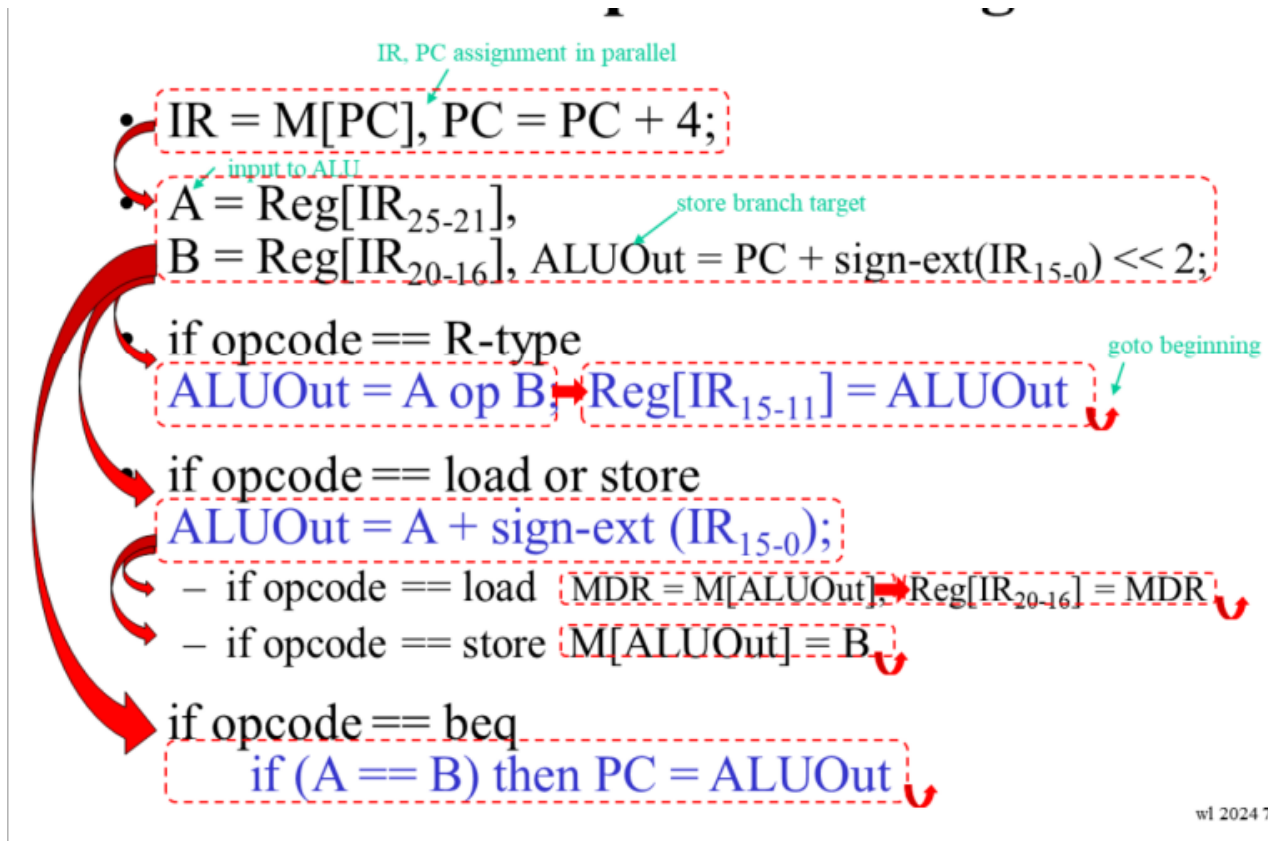 IR, PC assignment in parallel
• IR = M[PC], PC = PC + 4;
input to ALU
• A = Reg[IR25-21],
store branch target
B = Reg[IR20-16], ALUOut = PC + sign-ext(IR15-0) << 2;
• if opcode == R-type
goto beginning
ALUOut = A op B; Reg[IR15-11] = ALUOut
• if opcode == load or store
ALUOut = A + sign-ext (IR15-0);
– if opcode == load MDR = M[ALUOut], Reg[IR20-16] = MDR
– if opcode == store M[ALUOut] = B
if opcode == beq
if (A == B) then PC = ALUOut
wl 2024 7